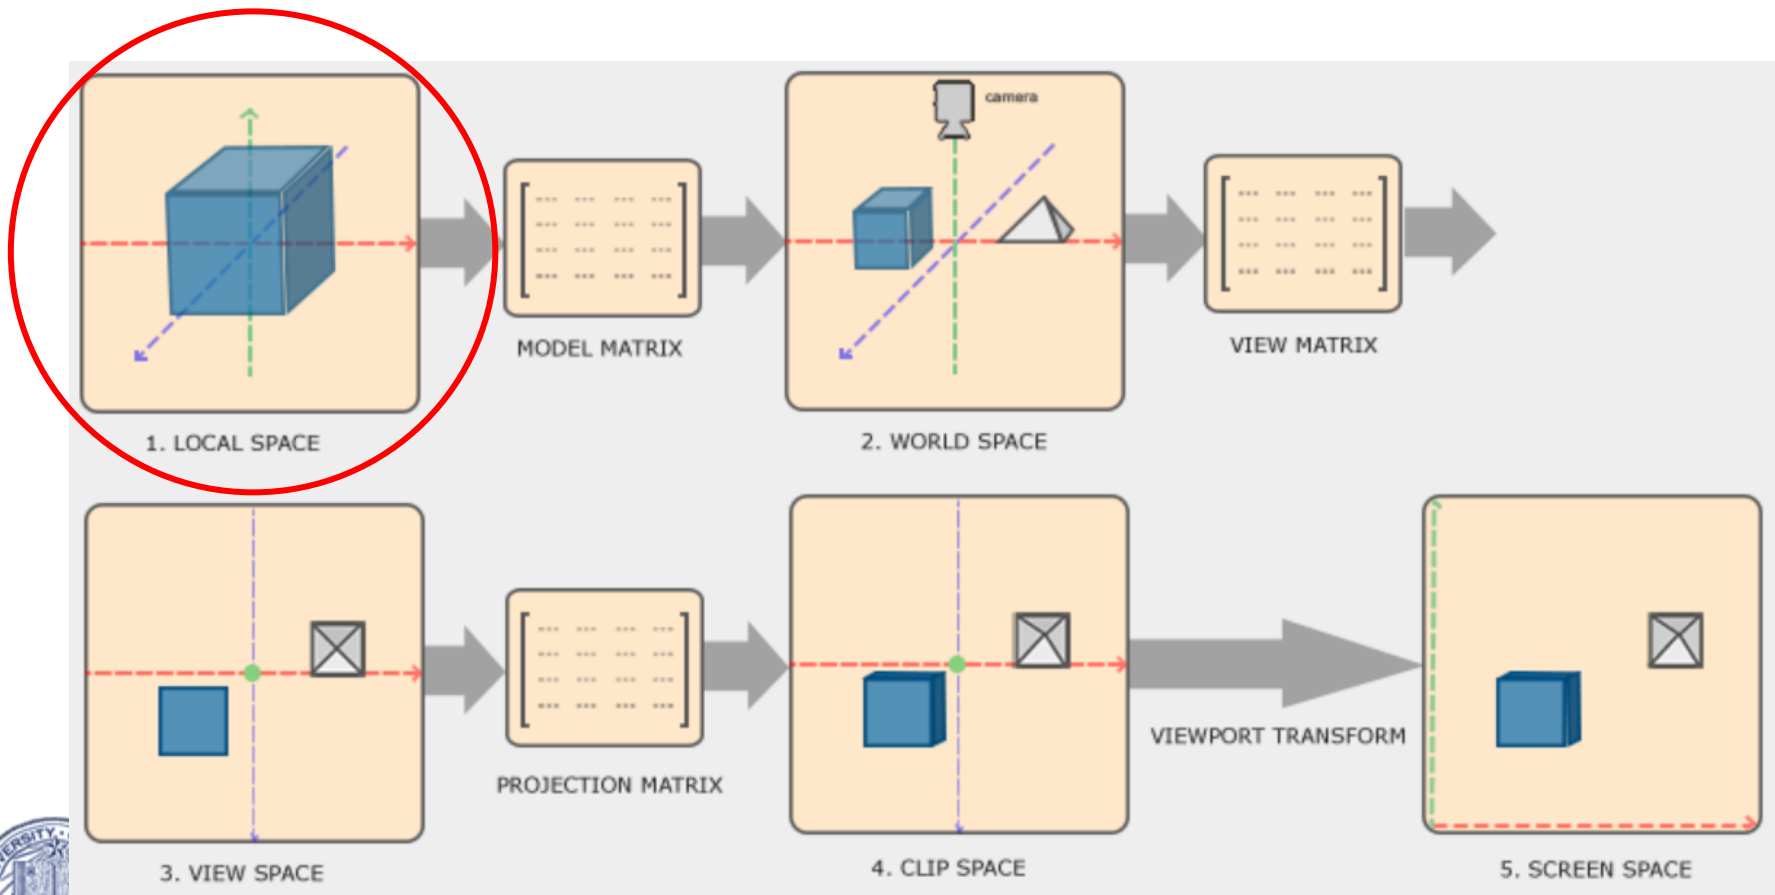 camera
MODEL MATRIX
VIEW MATRIX
1. LOCAL SPACE
2. WORLD SPACE
PROJECTION MATRIX
VIEWPORT TRANSFORM
3. VIEW SPACE
4. CLIP SPACE
5. SCREEN SPACE